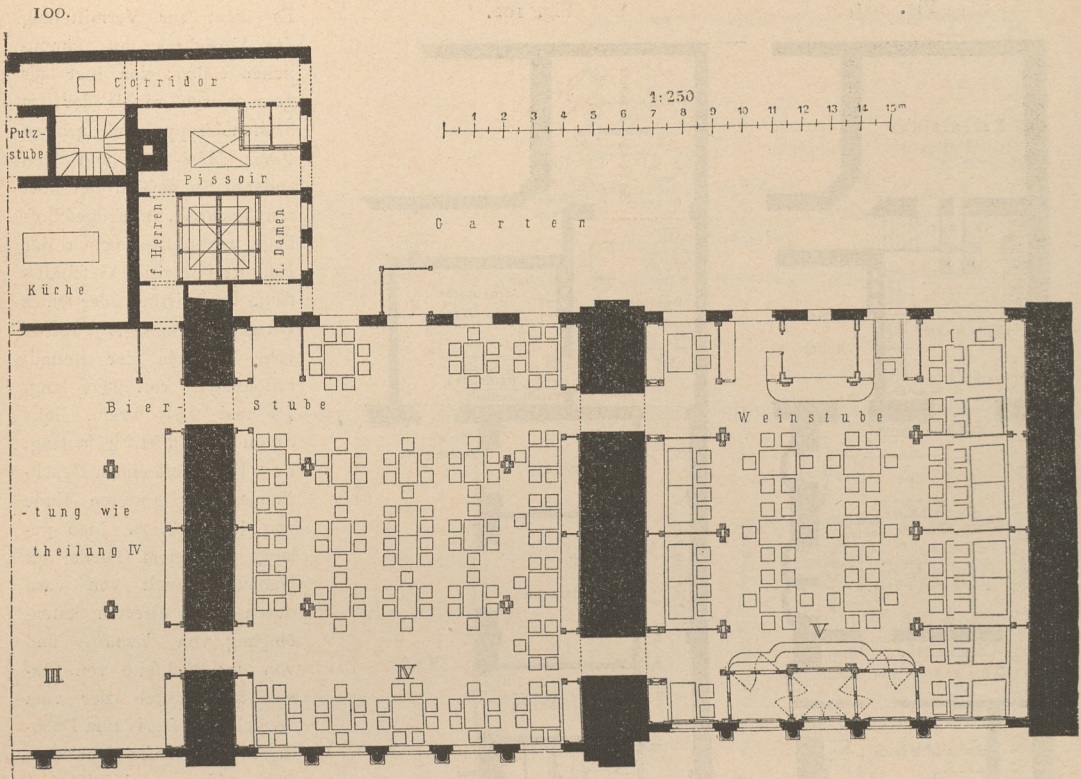 100.
Corridor
1:250
1 2 3 4 5 6 7 8 9 10 11 12 13 14 15m
Putz-
stube
Pissoir
f. Herren
f. Damen
Garten
Küche
Bier-
stube
Weinstube
-tung wie
theilung IV
III
IV
V